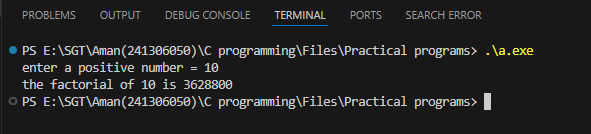 PROBLEMS OUTPUT DEBUG CONSOLE TERMINAL PORTS SEARCH ERROR
PS E:\SGT\Aman(241306050)\C programming\Files\Practical programs> .\a.exe
enter a positive number = 10
the factorial of 10 is 3628800
PS E:\SGT\Aman(241306050)\C programming\Files\Practical programs>